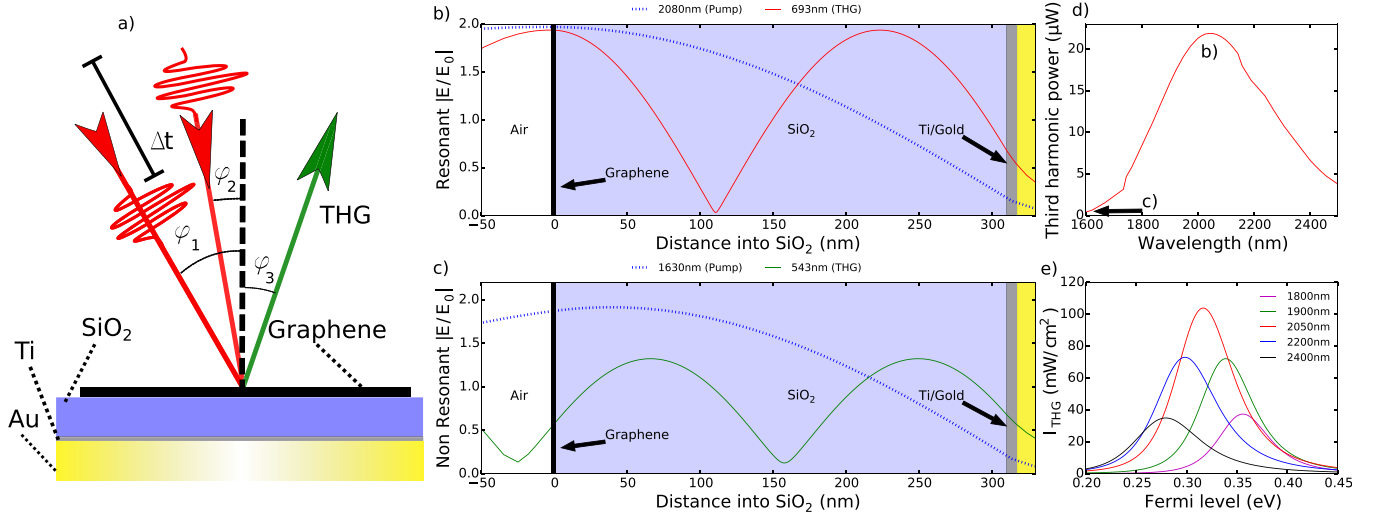 a)
Δt
φ2
φ1
φ3
THG
SiO2
Graphene
Ti
Au
b)
2080nm (Pump) 693nm (THG)
Resonant |E/E0|
2.0
1.5
1.0
0.5
0.0
Air
SiO2
Ti/Gold
Graphene
−50 0 50 100 150 200 250 300
Distance into SiO2 (nm)
c)
1630nm (Pump) 543nm (THG)
Non Resonant |E/E0|
2.0
1.5
1.0
0.5
0.0
Air
SiO2
Ti/Gold
Graphene
−50 0 50 100 150 200 250 300
Distance into SiO2 (nm)
d)
Third harmonic power (μW)
20
15
10
5
0
b)
c)
1600 1800 2000 2200 2400
Wavelength (nm)
e)
ITHG (mW/cm2)
120
100
80
60
40
20
0
1800nm
1900nm
2050nm
2200nm
2400nm
0.20 0.25 0.30 0.35 0.40 0.45
Fermi level (eV)